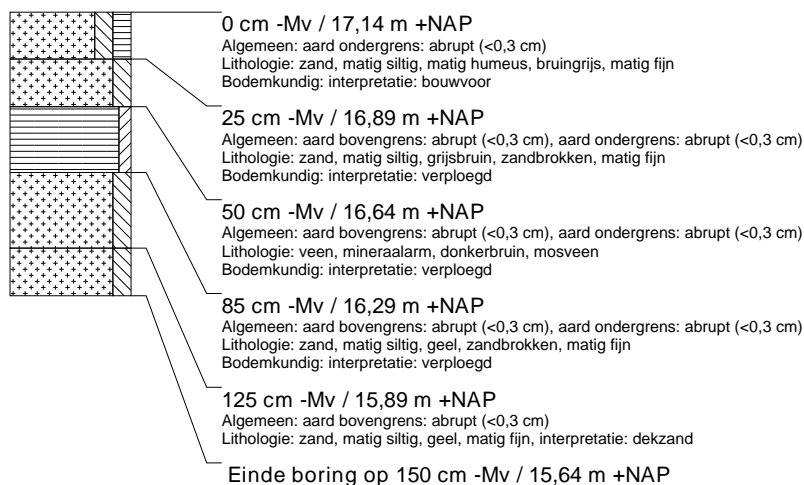 0 cm -Mv / 17,14 m +NAP
Algemeen: aard ondergrens: abrupt (<0,3 cm)
Lithologie: zand, matig siltig, matig humeus, bruingrijs, matig fijn
Bodemkundig: interpretatie: bouwvoor
25 cm -Mv / 16,89 m +NAP
Algemeen: aard bovengrens: abrupt (<0,3 cm), aard ondergrens: abrupt (<0,3 cm)
Lithologie: zand, matig siltig, grijsbruin, zandbrokken, matig fijn
Bodemkundig: interpretatie: verploegd
50 cm -Mv / 16,64 m +NAP
Algemeen: aard bovengrens: abrupt (<0,3 cm), aard ondergrens: abrupt (<0,3 cm)
Lithologie: veen, mineraalarm, donkerbruin, mosveen
Bodemkundig: interpretatie: verploegd
85 cm -Mv / 16,29 m +NAP
Algemeen: aard bovengrens: abrupt (<0,3 cm), aard ondergrens: abrupt (<0,3 cm)
Lithologie: zand, matig siltig, geel, zandbrokken, matig fijn
Bodemkundig: interpretatie: verploegd
125 cm -Mv / 15,89 m +NAP
Algemeen: aard bovengrens: abrupt (<0,3 cm)
Lithologie: zand, matig siltig, geel, matig fijn, interpretatie: dekzand
Einde boring op 150 cm -Mv / 15,64 m +NAP